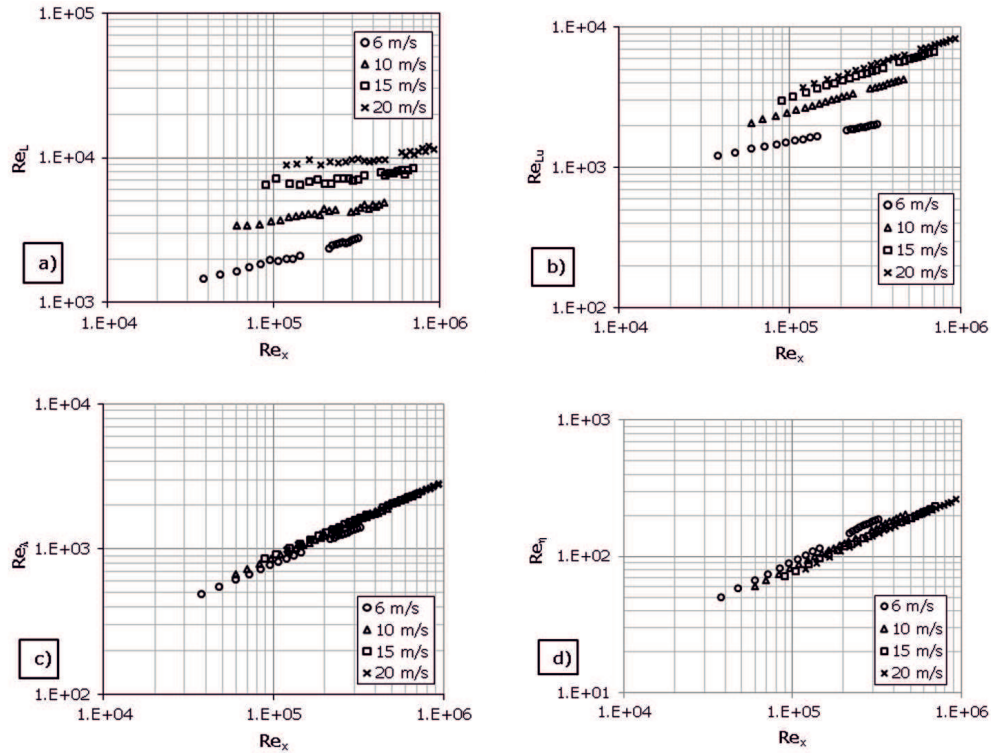 1.E+05
6 m/s
10 m/s
15 m/s
20 m/s
Re_L
1.E+04
a)
1.E+03
1.E+04
1.E+05
1.E+06
Re_x
1.E+04
Re_Lu
1.E+03
6 m/s
10 m/s
15 m/s
20 m/s
b)
1.E+02
1.E+04
1.E+05
1.E+06
Re_x
1.E+04
Re_λ
1.E+03
6 m/s
10 m/s
15 m/s
20 m/s
c)
1.E+02
1.E+04
1.E+05
1.E+06
Re_x
1.E+03
Re_η
1.E+02
6 m/s
10 m/s
15 m/s
20 m/s
d)
1.E+01
1.E+04
1.E+05
1.E+06
Re_x